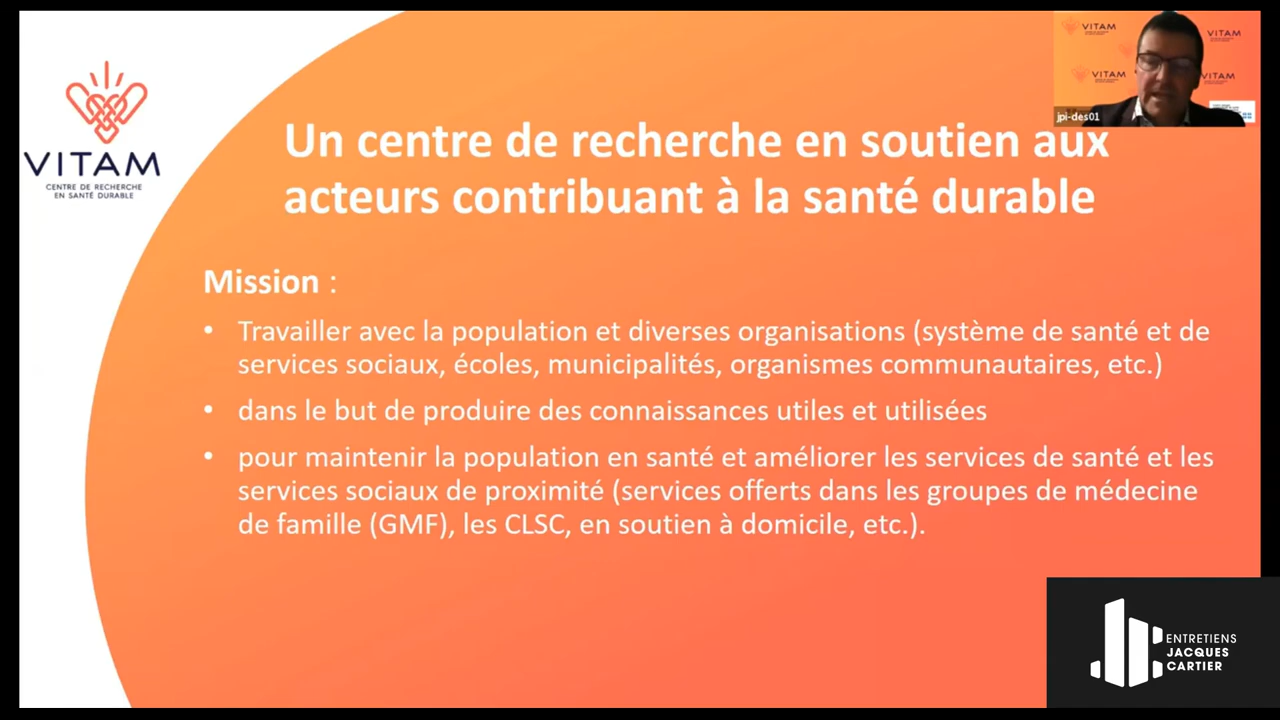 VITAM
CENTRE DE RECHERCHE
EN SANTÉ DURABLE
VITAM
VITAM
VITAM
VITAM
jpi-des01
Un centre de recherche en soutien aux
acteurs contribuant à la santé durable
Mission :
• Travailler avec la population et diverses organisations (système de santé et de
services sociaux, écoles, municipalités, organismes communautaires, etc.)
• dans le but de produire des connaissances utiles et utilisées
• pour maintenir la population en santé et améliorer les services de santé et les
services sociaux de proximité (services offerts dans les groupes de médecine
de famille (GMF), les CLSC, en soutien à domicile, etc.).
ENTRETIENS
JACQUES
CARTIER